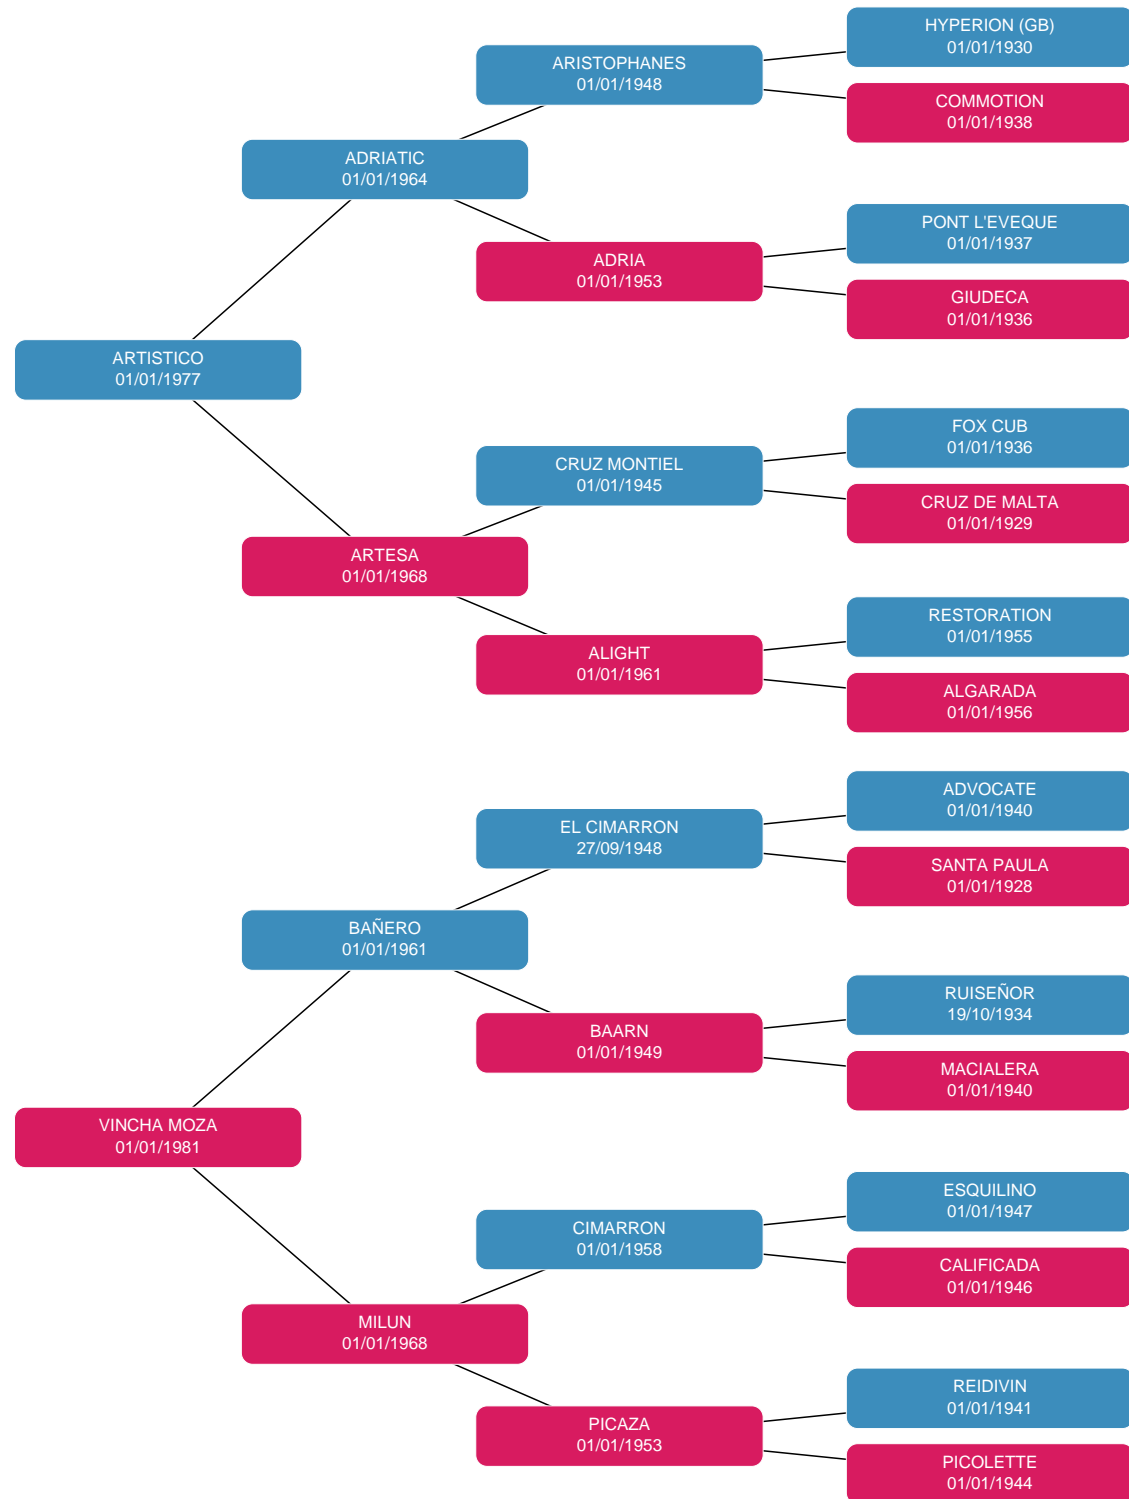 HYPERION (GB)
01/01/1930
ARISTOPHANES
01/01/1948
COMMOTION
01/01/1938
ADRIATIC
01/01/1964
PONT L'EVEQUE
01/01/1937
ADRIA
01/01/1953
GIUDECA
01/01/1936
ARTISTICO
01/01/1977
FOX CUB
01/01/1936
CRUZ MONTIEL
01/01/1945
CRUZ DE MALTA
01/01/1929
ARTESA
01/01/1968
RESTORATION
01/01/1955
ALIGHT
01/01/1961
ALGARADA
01/01/1956
ADVOCATE
01/01/1940
EL CIMARRON
27/09/1948
SANTA PAULA
01/01/1928
BAÑERO
01/01/1961
RUISEÑOR
19/10/1934
BAARN
01/01/1949
MACIALERA
01/01/1940
VINCHA MOZA
01/01/1981
ESQUILINO
01/01/1947
CIMARRON
01/01/1958
CALIFICADA
01/01/1946
MILUN
01/01/1968
REIDIVIN
01/01/1941
PICAZA
01/01/1953
PICOLETTE
01/01/1944